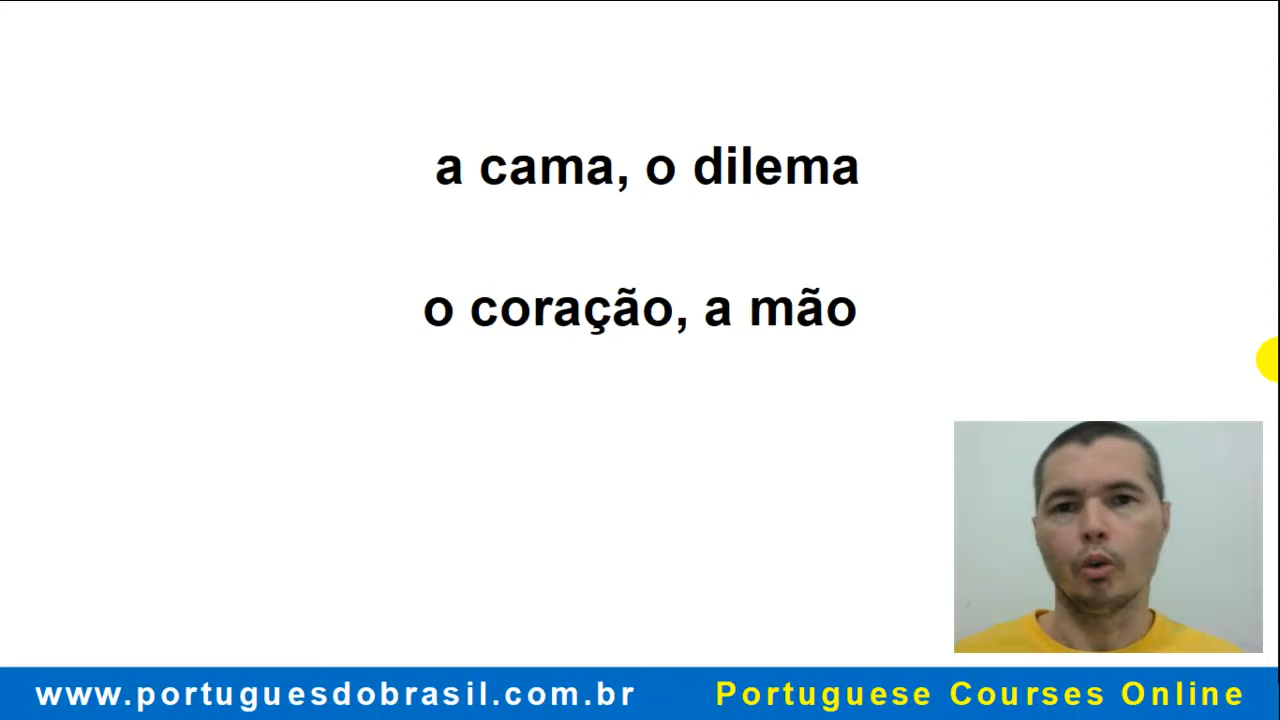 a cama, o dilema
o coração, a mão
www.portuguesdobrasil.com.br Portuguese Courses Online